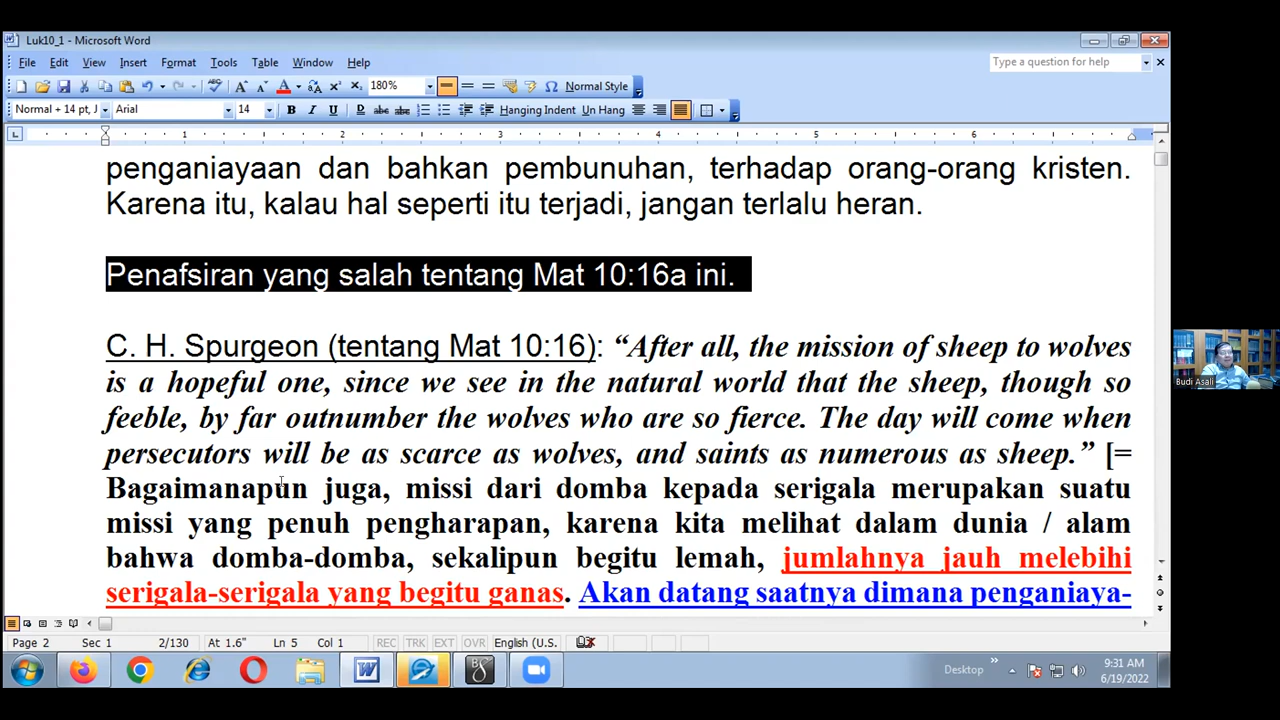 Luk10_1 - Microsoft Word
File Edit View Insert Format Tools Table Window Help
Type a question for help
180% Normal Style
Normal + 14 pt, J Arial 14 B I U abc abc Hanging Indent Un Hang
1 2 3 4 5 6
penganiayaan dan bahkan pembunuhan, terhadap orang-orang kristen.
Karena itu, kalau hal seperti itu terjadi, jangan terlalu heran.
Penafsiran yang salah tentang Mat 10:16a ini.
C. H. Spurgeon (tentang Mat 10:16): “After all, the mission of sheep to wolves
is a hopeful one, since we see in the natural world that the sheep, though so
feeble, by far outnumber the wolves who are so fierce. The day will come when
persecutors will be as scarce as wolves, and saints as numerous as sheep.” [=
Bagaimanapun juga, missi dari domba kepada serigala merupakan suatu
missi yang penuh pengharapan, karena kita melihat dalam dunia / alam
bahwa domba-domba, sekalipun begitu lemah, jumlahnya jauh melebihi
serigala-serigala yang begitu ganas. Akan datang saatnya dimana penganiaya-
Budi Asali
Page 2 Sec 1 2/130 At 1.6" Ln 5 Col 1 REC TRK EXT OVR English (U.S.
Desktop
9:31 AM
6/19/2022